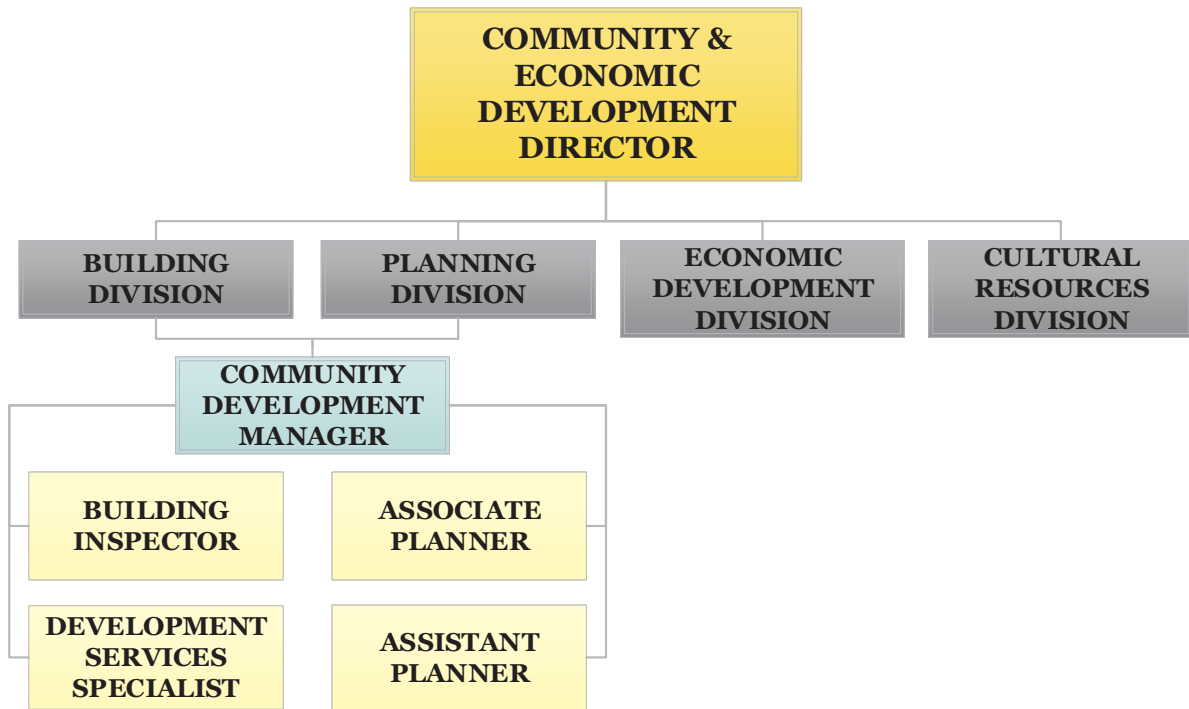 COMMUNITY &
ECONOMIC
DEVELOPMENT
DIRECTOR
BUILDING
DIVISION
PLANNING
DIVISION
ECONOMIC
DEVELOPMENT
DIVISION
CULTURAL
RESOURCES
DIVISION
COMMUNITY
DEVELOPMENT
MANAGER
BUILDING
INSPECTOR
ASSOCIATE
PLANNER
DEVELOPMENT
SERVICES
SPECIALIST
ASSISTANT
PLANNER